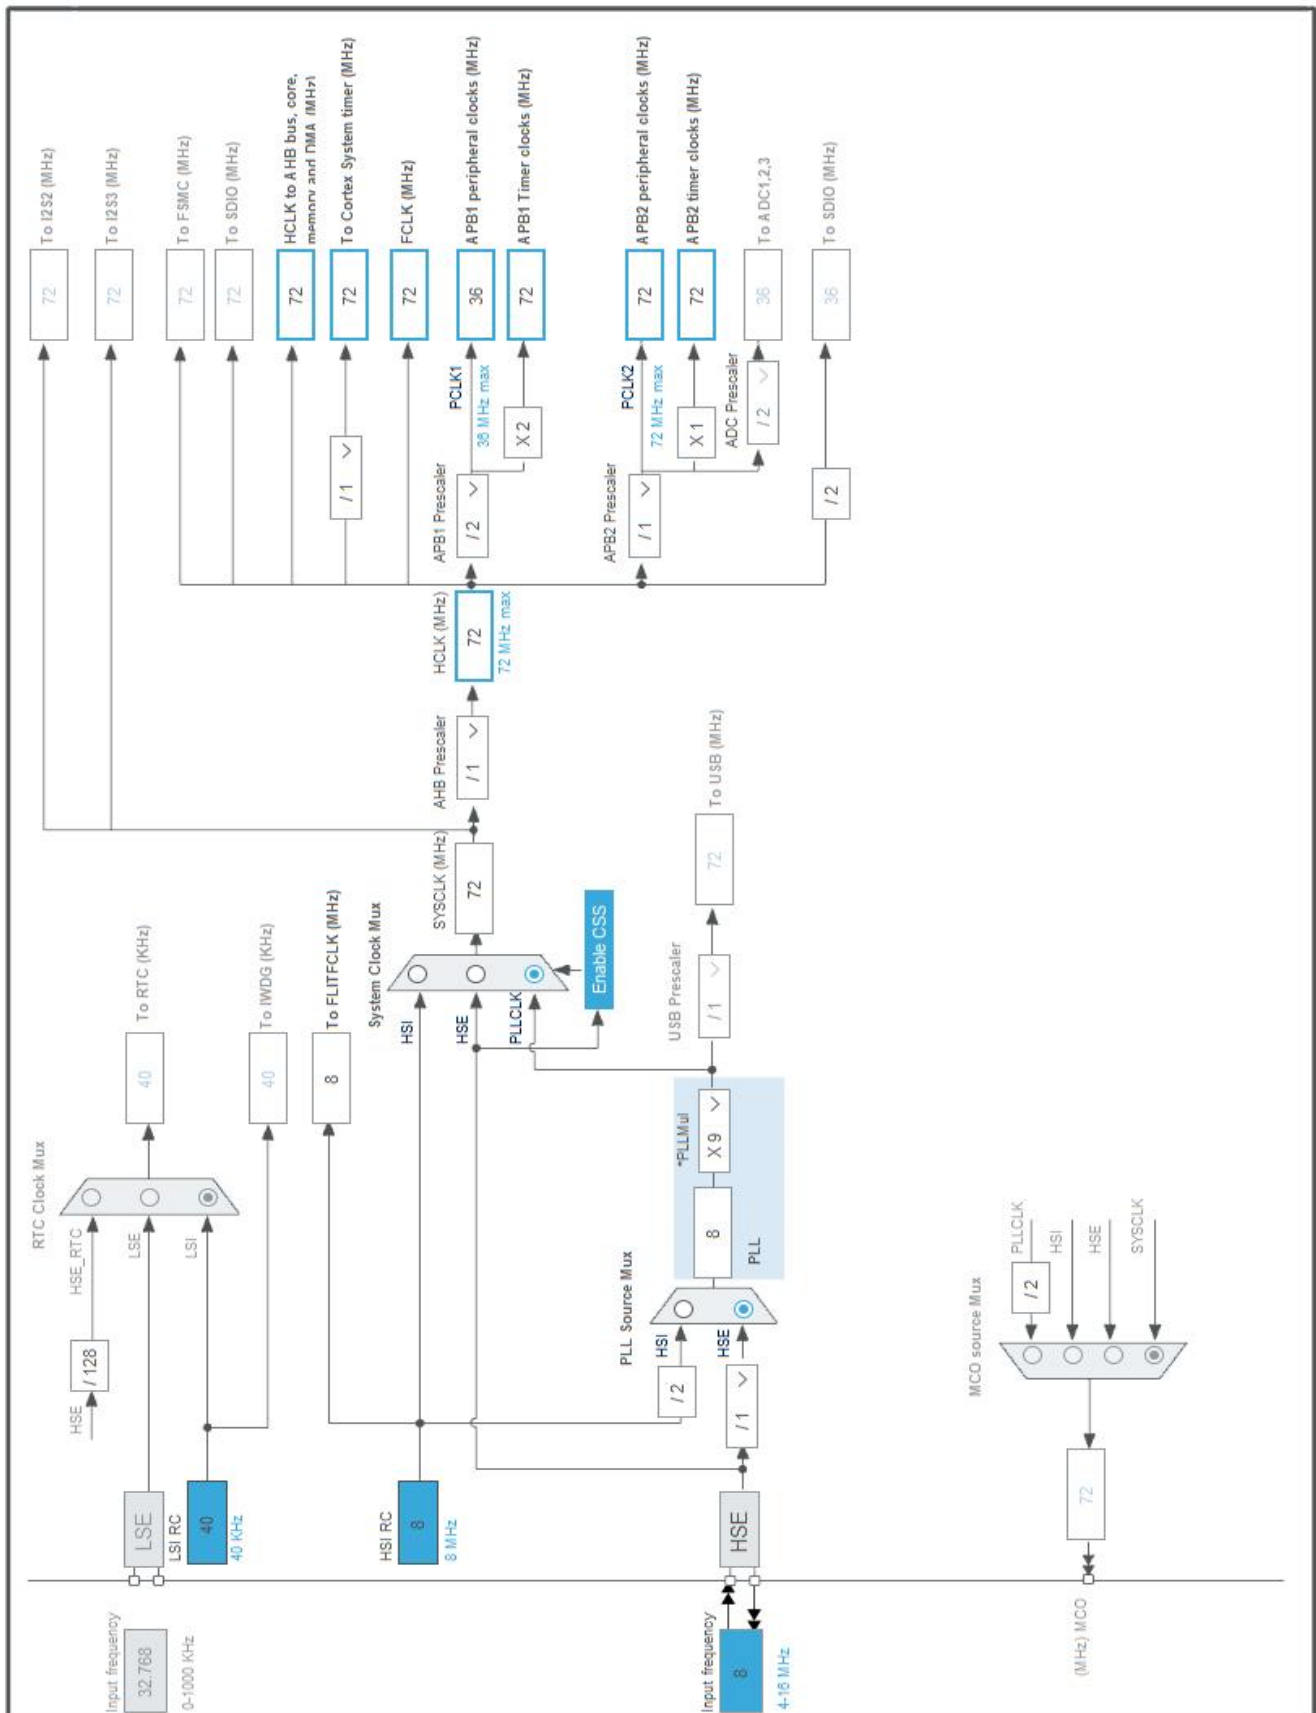 Input frequency
32.768
0-1000 KHz
LSE
LSI RC
40
40 KHz
HSE
/ 128
HSE_RTC
LSE
LSI
RTC Clock Mux
40
To RTC (KHz)
40
To IWDG (KHz)
8
To FLITFCLK (MHz)
HSI RC
8
8 MHz
System Clock Mux
HSI
HSE
PLLCLK
Enable CSS
SYSCLK (MHz)
72
AHB Prescaler
/ 1
HCLK (MHz)
72
72 MHz max
72
To I2S2 (MHz)
72
To I2S3 (MHz)
72
To FSMC (MHz)
72
To SDIO (MHz)
72
HCLK to AHB bus, core,
memory and DMA (MHz)
/ 1
72
To Cortex System timer (MHz)
72
FCLK (MHz)
APB1 Prescaler
/ 2
PCLK1
36 MHz max
36
APB1 peripheral clocks (MHz)
X 2
72
APB1 Timer clocks (MHz)
APB2 Prescaler
/ 1
PCLK2
72 MHz max
72
APB2 peripheral clocks (MHz)
X 1
72
APB2 timer clocks (MHz)
ADC Prescaler
/ 2
36
To ADC1,2,3
/ 2
36
To SDIO (MHz)
Input frequency
8
4-16 MHz
HSE
/ 2
/ 1
PLL Source Mux
HSI
HSE
8
PLL
*PLLMul
X 9
USB Prescaler
/ 1
72
To USB (MHz)
MCO source Mux
/ 2
PLLCLK
HSI
HSE
SYSCLK
72
(MHz) MCO